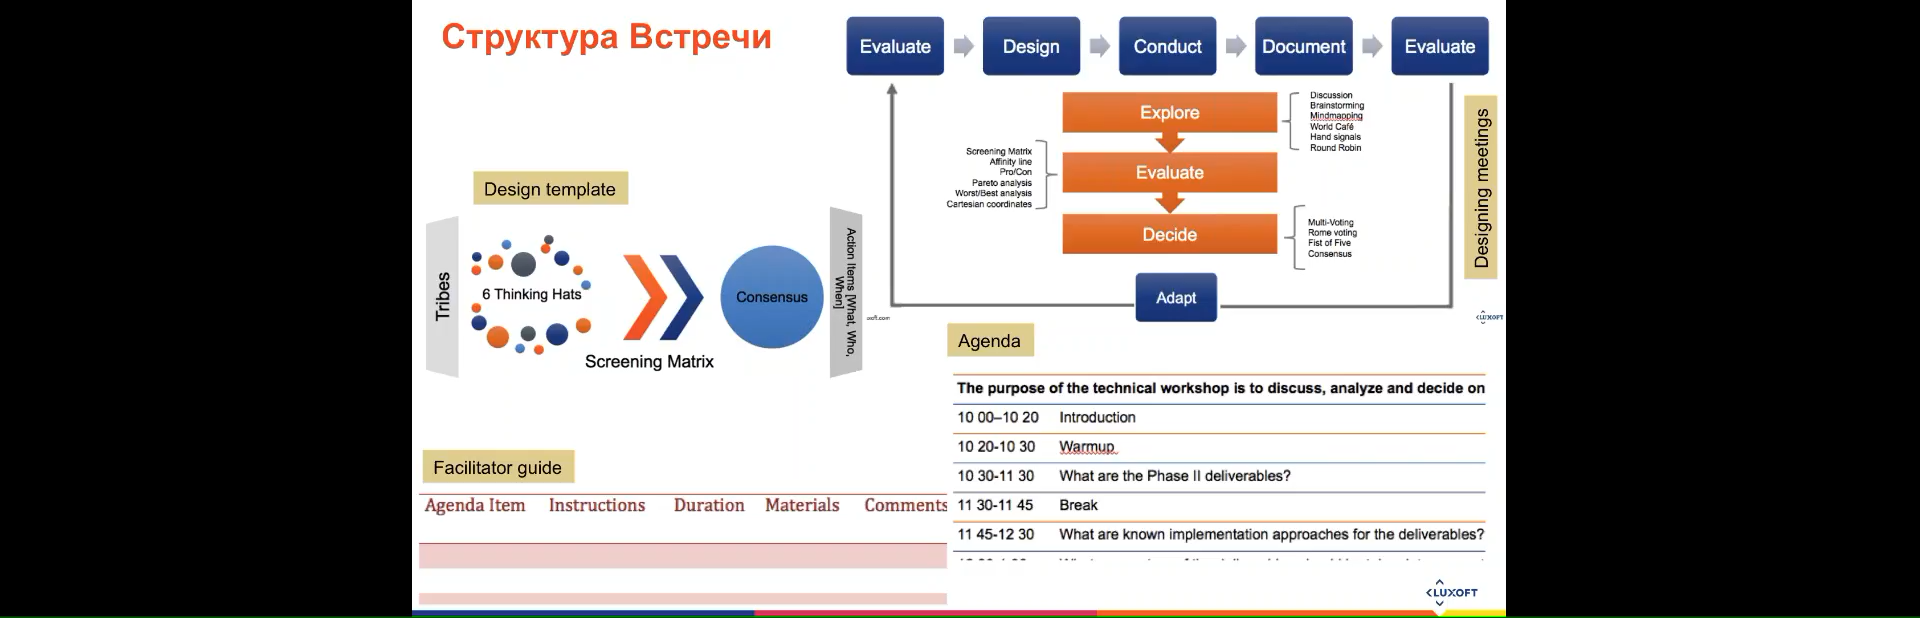 Структура Встречи
Evaluate
Design
Conduct
Document
Evaluate
Explore
Discussion
Brainstorming
Mindmapping
World Café
Hand signals
Round Robin
Screening Matrix
Affinity line
Pro/Con
Pareto analysis
Worst/Best analysis
Cartesian coordinates
Evaluate
Decide
Multi-Voting
Rome voting
Fist of Five
Consensus
Adapt
Designing meetings
LUXOFT
Design template
Tribes
6 Thinking Hats
Screening Matrix
Consensus
Action Items [What, Who,
When]
Agenda
The purpose of the technical workshop is to discuss, analyze and decide on
10 00–10 20 Introduction
10 20-10 30 Warmup
10 30-11 30 What are the Phase II deliverables?
11 30-11 45 Break
11 45-12 30 What are known implementation approaches for the deliverables?
Facilitator guide
Agenda Item Instructions Duration Materials Comments
LUXOFT